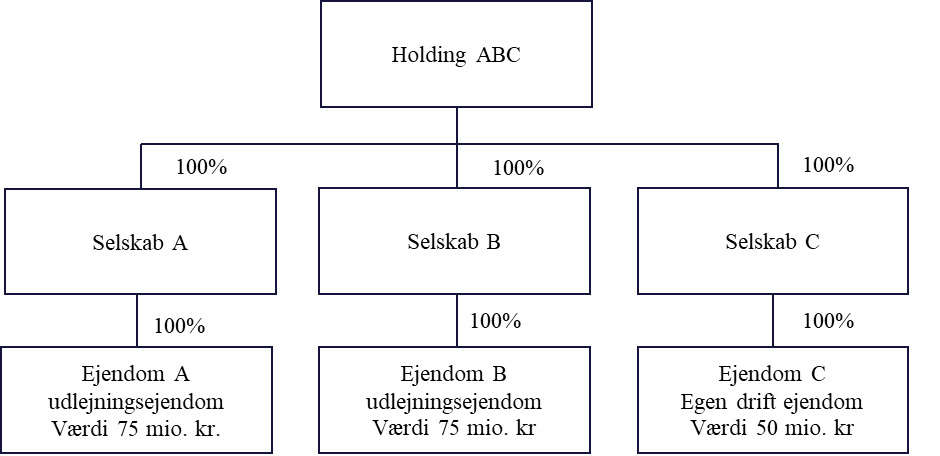 Holding ABC
100%
100%
100%
Selskab A
Selskab B
Selskab C
100%
100%
100%
Ejendom A
udlejningsejendom
Værdi 75 mio. kr.
Ejendom B
udlejningsejendom
Værdi 75 mio. kr
Ejendom C
Egen drift ejendom
Værdi 50 mio. kr